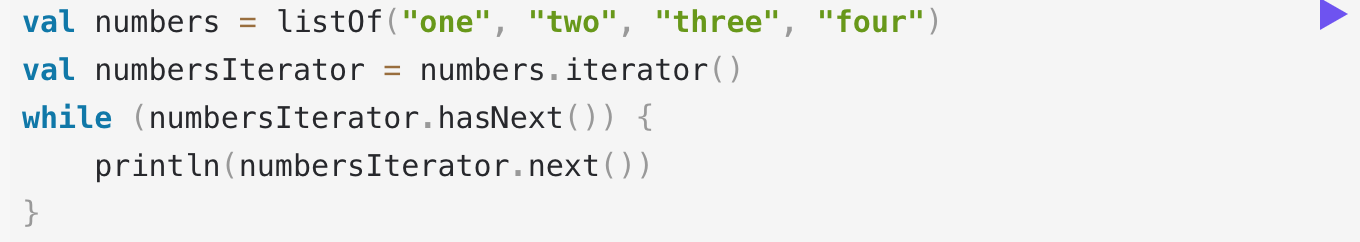 val numbers = listOf("one", "two", "three", "four")
val numbersIterator = numbers.iterator()
while (numbersIterator.hasNext()) {
    println(numbersIterator.next())
}